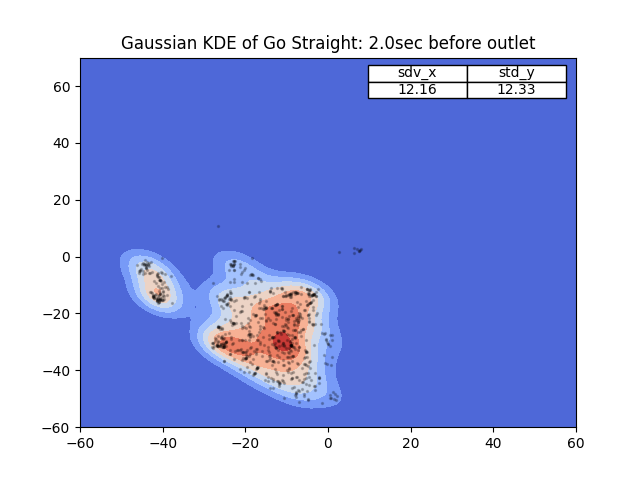 Gaussian KDE of Go Straight: 2.0sec before outlet
sdv_x std_y
12.16 12.33
60
40
20
0
−20
−40
−60
−60 −40 −20 0 20 40 60